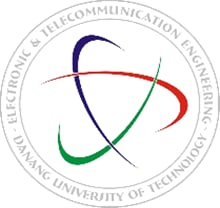 ELECTRONIC & TELECOMMUNICATION ENGINEERING
DANANG UNIVERSITY OF TECHNOLOGY